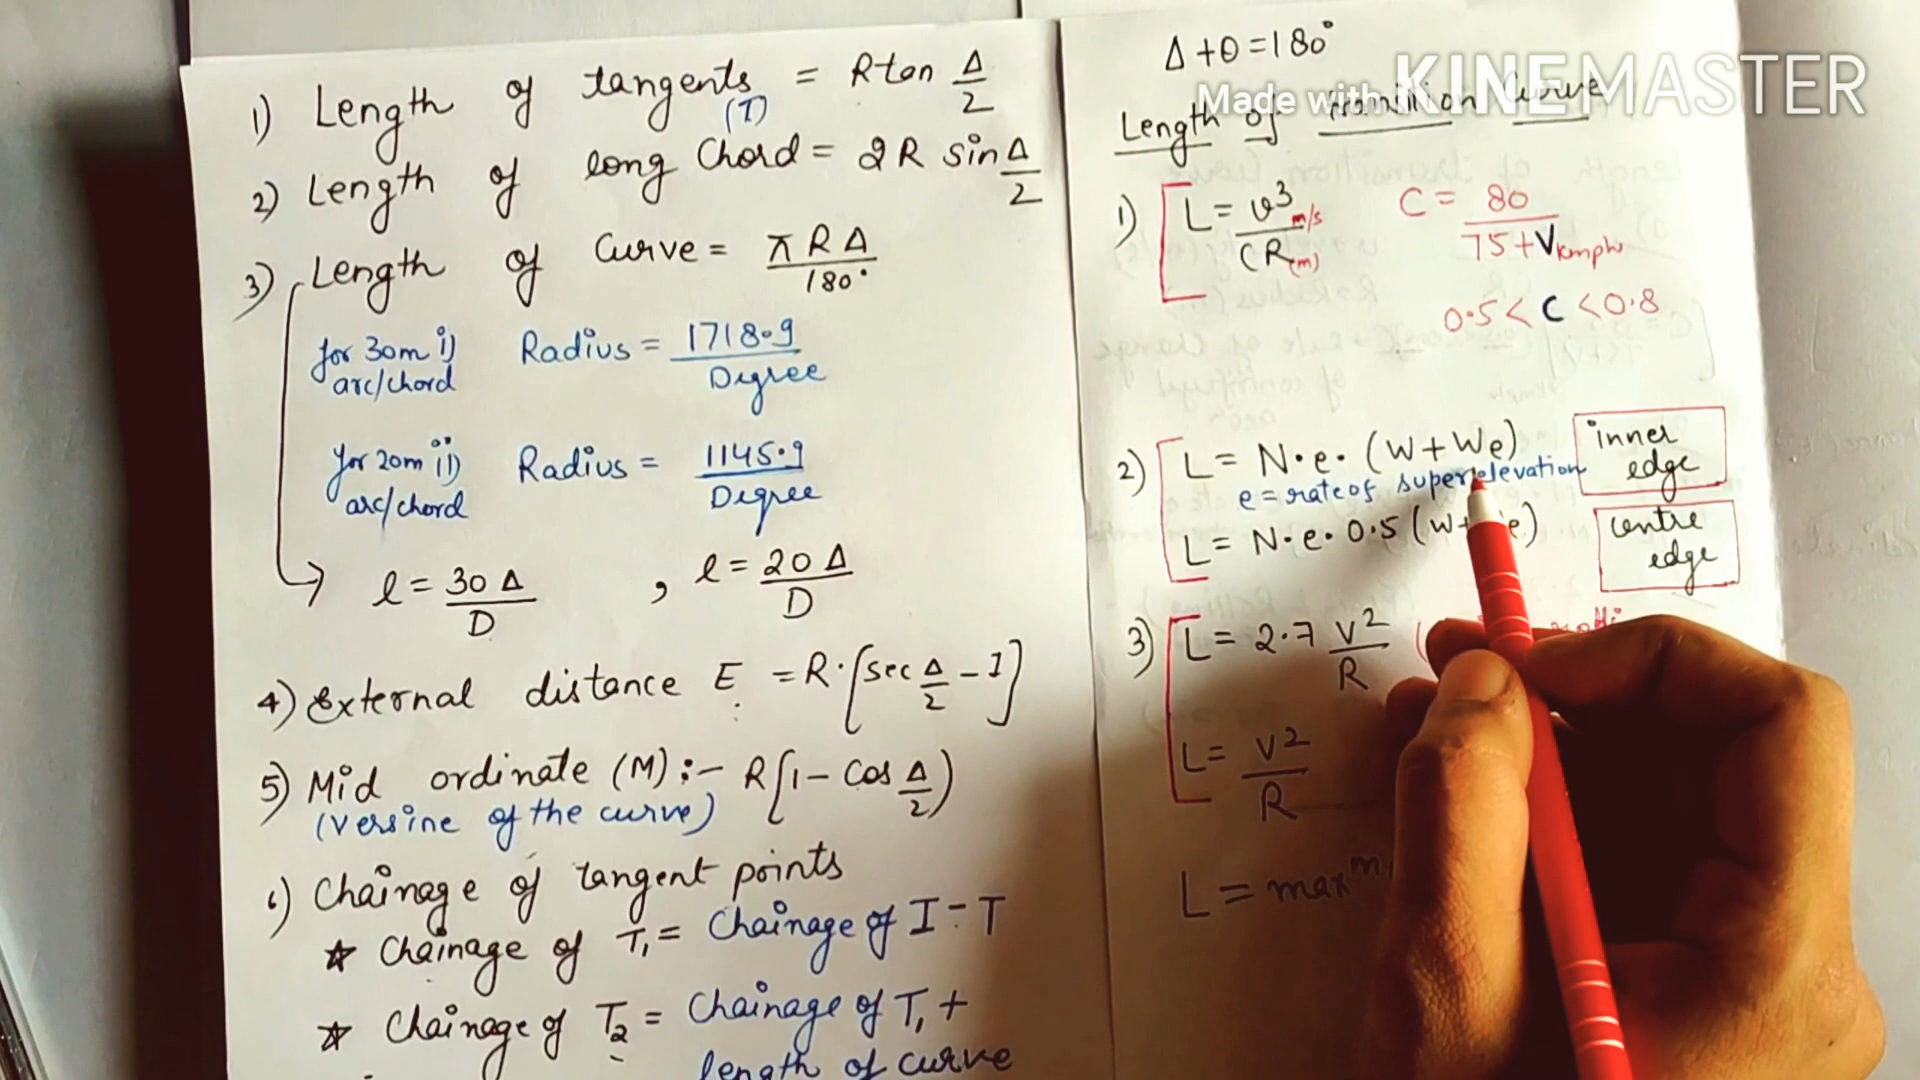 1) Length of tangents = R tan Δ/2
(T)
2) Length of long Chord = 2R sin Δ/2
3) Length of Curve = πRΔ/180°
for 30m i) Radius = 1718.9/Degree
arc/chord
for 20m ii) Radius = 1145.9/Degree
arc/chord
l = 30Δ/D , l = 20Δ/D
4) External distance E = R.[sec Δ/2 - 1]
5) Mid ordinate (M) :- R[1 - Cos Δ/2)
(Versine of the curve)
6) Chainage of tangent points
☆ Chainage of T₁ = Chainage of I - T
☆ Chainage of T₂ = Chainage of T₁ +
length of curve
Δ + θ = 180°
Made with KINEMASTER
Length of transition Curve
1) L = v³ m/s / CR (m) C = 80/75+V kmph
0.5 < C < 0.8
2) L = N.e. (W + We) inner edge
e = rate of superelevation
L = N.e. 0.5 (W+ e) centre edge
3) L = 2.7 V²/R
L = V²/R
L = max^m